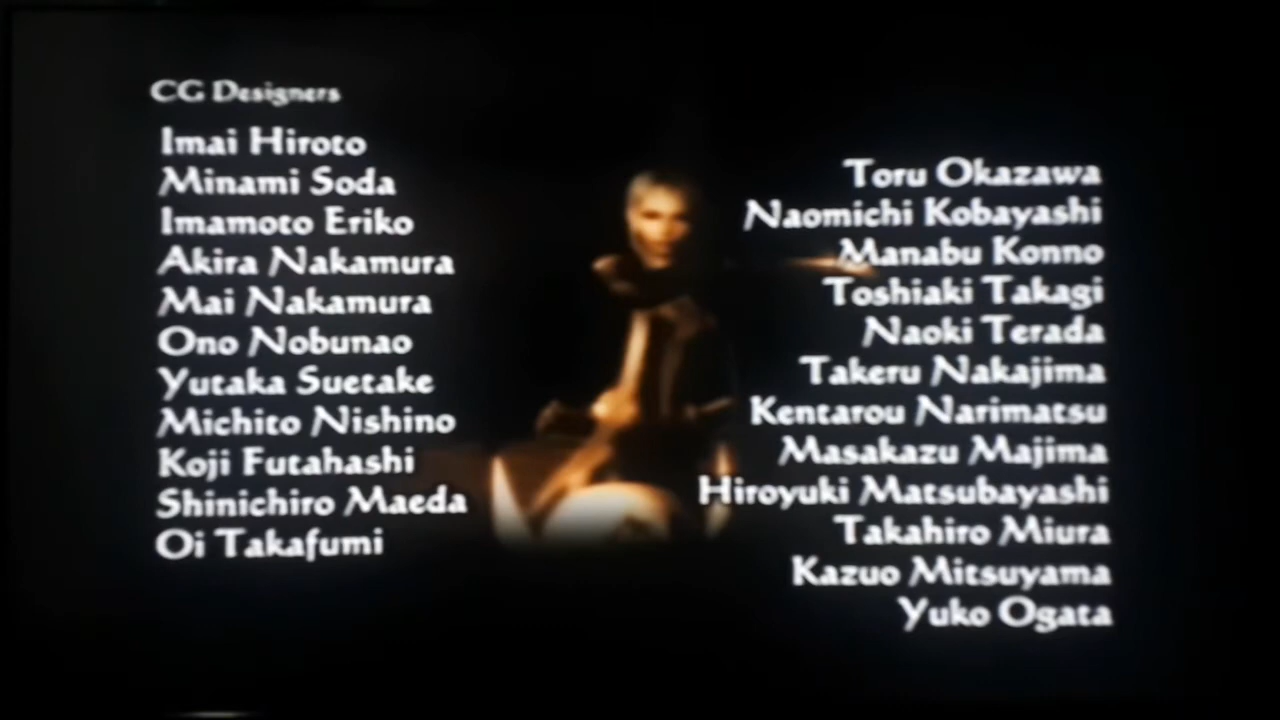 CG Designers
Imai Hiroto
Minami Soda
Imamoto Eriko
Akira Nakamura
Mai Nakamura
Ono Nobunao
Yutaka Suetake
Michito Nishino
Koji Futahashi
Shinichiro Maeda
Oi Takafumi
Toru Okazawa
Naomichi Kobayashi
Manabu Konno
Toshiaki Takagi
Naoki Terada
Takeru Nakajima
Kentarou Narimatsu
Masakazu Majima
Hiroyuki Matsubayashi
Takahiro Miura
Kazuo Mitsuyama
Yuko Ogata